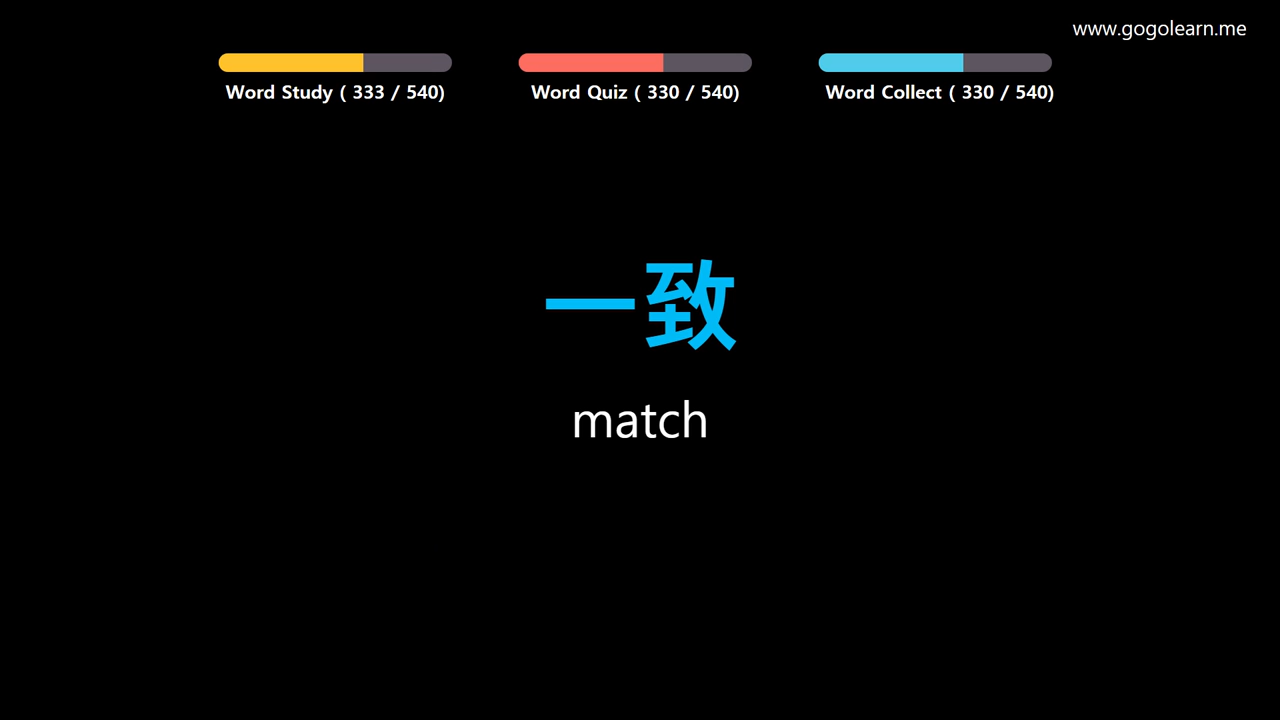 www.gogolearn.me
Word Study ( 333 / 540)
Word Quiz ( 330 / 540)
Word Collect ( 330 / 540)
一致
match